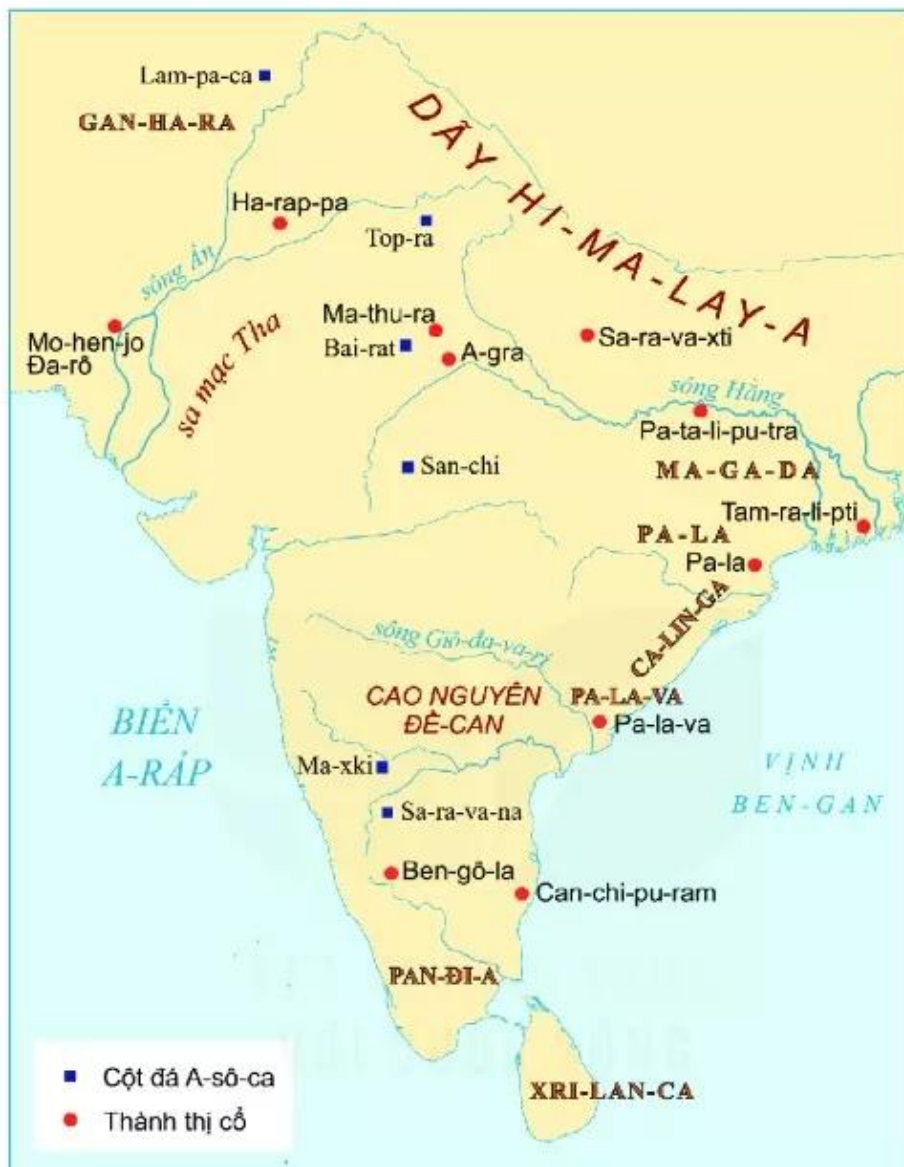 Lam-pa-ca
GAN-HA-RA
DÃY HI-MA-LAY-A
Ha-rap-pa
Top-ra
sông Ấn
Mo-hen-jo
Đa-rô
sa mạc Tha
Ma-thu-ra
Bai-rat
A-gra
Sa-ra-va-xti
sông Hằng
Pa-ta-li-pu-tra
San-chi
MA-GA-DA
Tam-ra-li-pti
PA-LA
Pa-la
CA-LIN-GA
sông Giô-đa-va-ri
CAO NGUYÊN
ĐÊ-CAN
PA-LA-VA
Pa-la-va
BIỂN
A-RÁP
VỊNH
BEN-GAN
Ma-xki
Sa-ra-va-na
Ben-gô-la
Can-chi-pu-ram
PAN-ĐI-A
XRI-LAN-CA
Cột đá A-sô-ca
Thành thị cổ